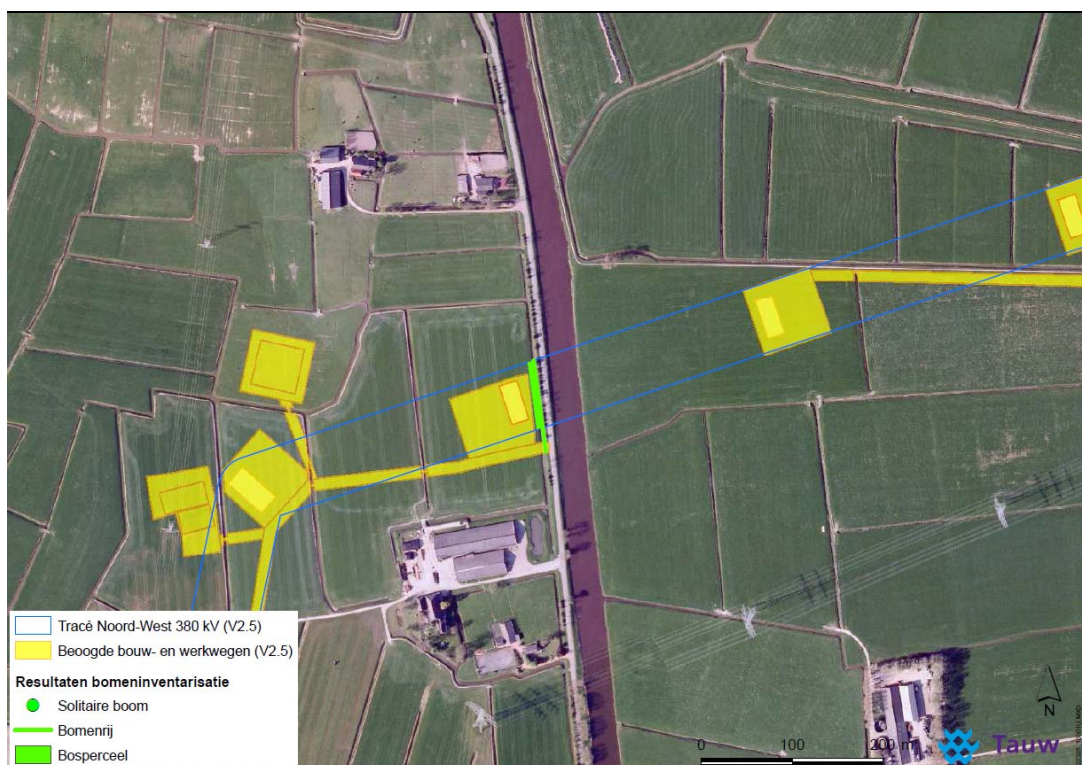 Tracé Noord-West 380 kV (V2.5)
Beoogde bouw- en werkwegen (V2.5)
Resultaten bomeninventarisatie
Solitaire boom
Bomenrij
Bosperceel
0 100 200 m
N
Tauw